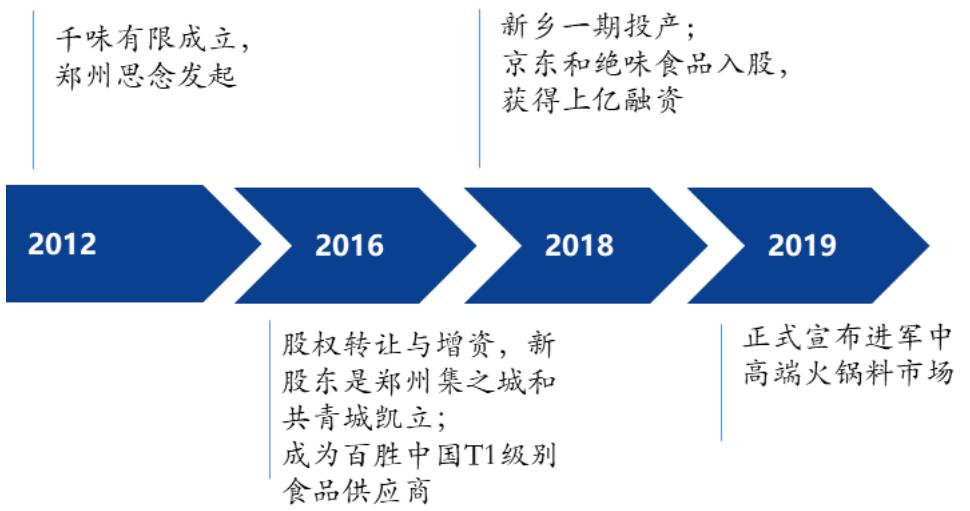 千味有限成立，
郑州思念发起
新乡一期投产；
京东和绝味食品入股，
获得上亿融资
2012
2016
2018
2019
股权转让与增资，新
股东是郑州集之城和
共青城凯立；
成为百胜中国T1级别
食品供应商
正式宣布进军中
高端火锅料市场